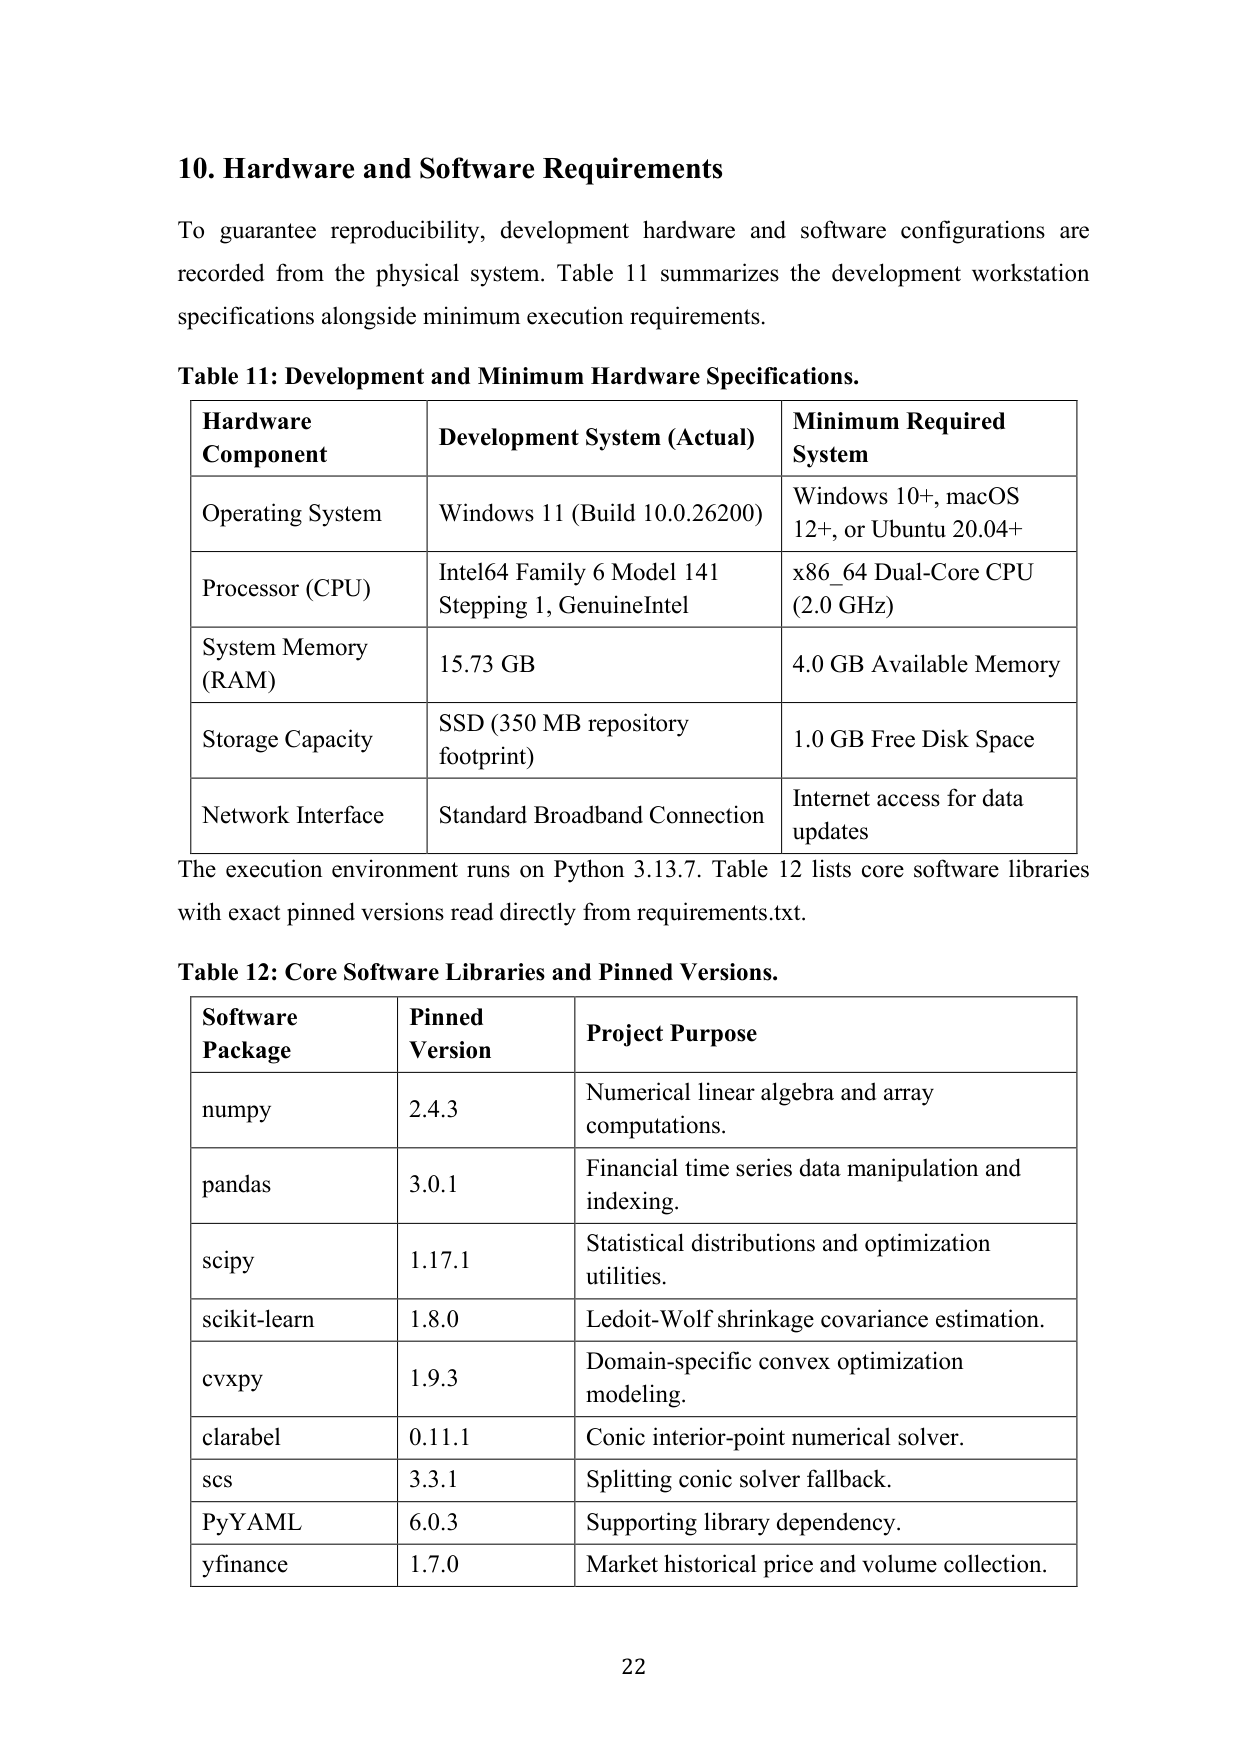 10. Hardware and Software Requirements
To guarantee reproducibility, development hardware and software configurations are
recorded from the physical system. Table 11 summarizes the development workstation
specifications alongside minimum execution requirements.
Table 11: Development and Minimum Hardware Specifications.
Hardware
Component
Development System (Actual)
Minimum Required
System
Operating System
Windows 11 (Build 10.0.26200)
Windows 10+, macOS
12+, or Ubuntu 20.04+
Processor (CPU)
Intel64 Family 6 Model 141
Stepping 1, GenuineIntel
x86_64 Dual-Core CPU
(2.0 GHz)
System Memory
(RAM)
15.73 GB
4.0 GB Available Memory
Storage Capacity
SSD (350 MB repository
footprint)
1.0 GB Free Disk Space
Network Interface
Standard Broadband Connection
Internet access for data
updates
The execution environment runs on Python 3.13.7. Table 12 lists core software libraries
with exact pinned versions read directly from requirements.txt.
Table 12: Core Software Libraries and Pinned Versions.
Software
Package
Pinned
Version
Project Purpose
numpy
2.4.3
Numerical linear algebra and array
computations.
pandas
3.0.1
Financial time series data manipulation and
indexing.
scipy
1.17.1
Statistical distributions and optimization
utilities.
scikit-learn
1.8.0
Ledoit-Wolf shrinkage covariance estimation.
cvxpy
1.9.3
Domain-specific convex optimization
modeling.
clarabel
0.11.1
Conic interior-point numerical solver.
scs
3.3.1
Splitting conic solver fallback.
PyYAML
6.0.3
Supporting library dependency.
yfinance
1.7.0
Market historical price and volume collection.
22